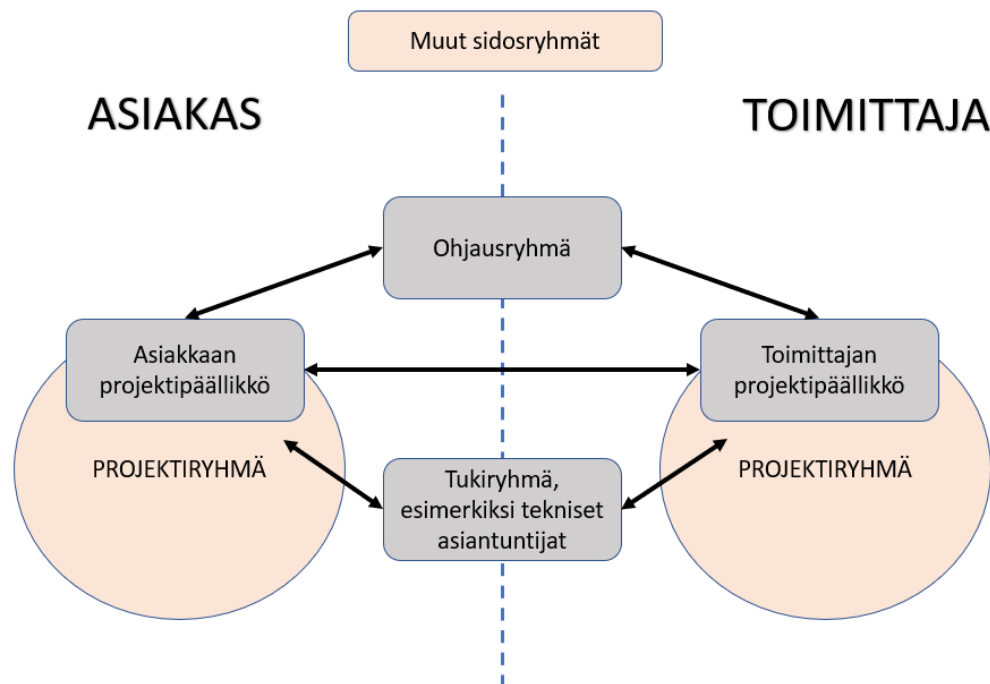 Muut sidosryhmät
ASIAKAS
TOIMITTAJA
Ohjausryhmä
Asiakkaan
projektipäällikkö
Toimittajan
projektipäällikkö
PROJEKTIRYHMÄ
PROJEKTIRYHMÄ
Tukiryhmä,
esimerkiksi tekniset
asiantuntijat